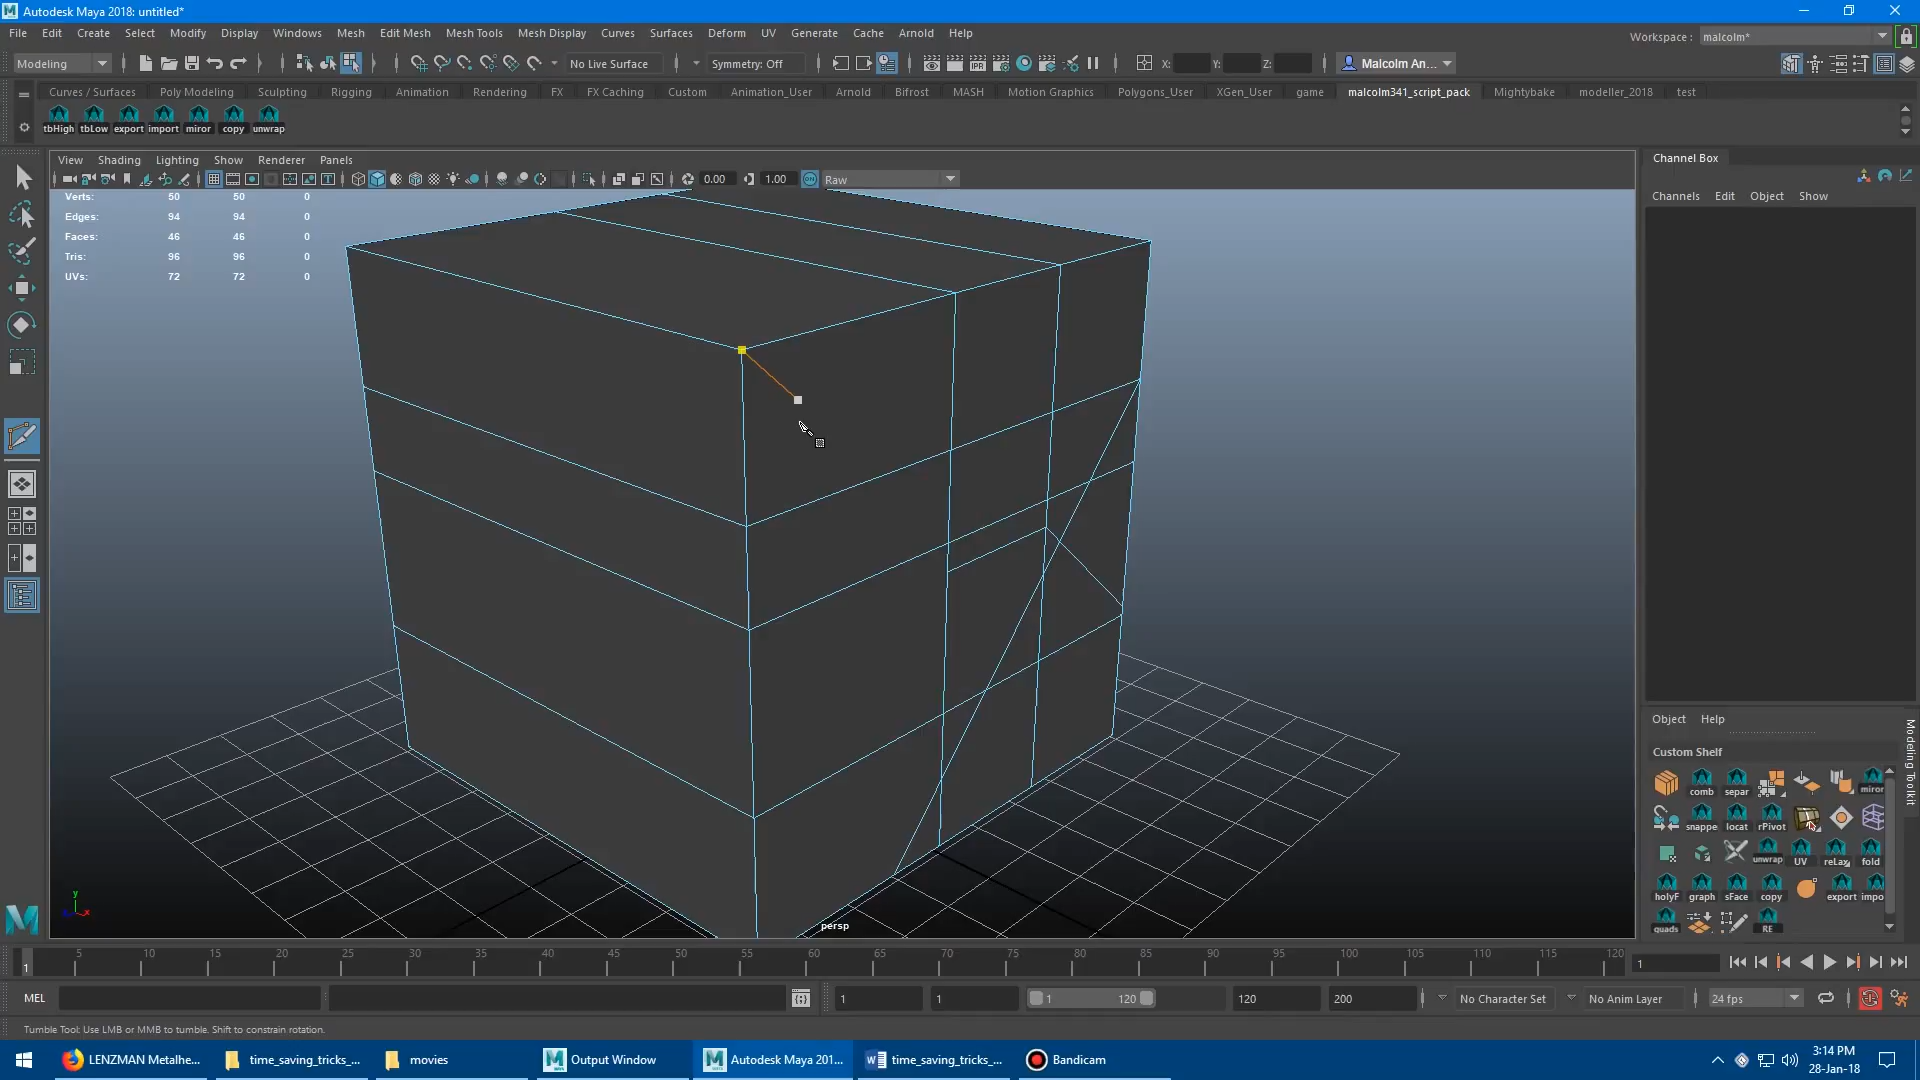 Autodesk Maya 2018: untitled*
File Edit Create Select Modify Display Windows Mesh Edit Mesh Mesh Tools Mesh Display Curves Surfaces Deform UV Generate Cache Arnold Help
Workspace : malcolm*
Modeling No Live Surface Symmetry: Off X: Y: Z: Malcolm An...
Curves / Surfaces Poly Modeling Sculpting Rigging Animation Rendering FX FX Caching Custom Animation_User Arnold Bifrost MASH Motion Graphics Polygons_User XGen_User game malcolm341_script_pack Mightybake modeller_2018 test
tbHigh tbLow export import miror copy unwrap
View Shading Lighting Show Renderer Panels
0.00 1.00 ON Raw
Verts: 50 50 0
Edges: 94 94 0
Faces: 46 46 0
Tris: 96 96 0
UVs: 72 72 0
persp
y
x
Channel Box
Channels Edit Object Show
Object Help
Modeling Toolkit
Custom Shelf
comb separ miror
snappe locat rPivot
unwrap UV reLax fold
holyF graph sFace copy export impo
quads RE
5 10 15 20 25 30 35 40 45 50 55 60 65 70 75 80 85 90 95 100 105 110 115 120
1 1
MEL 1 1 1 120 120 200 No Character Set No Anim Layer 24 fps
Tumble Tool: Use LMB or MMB to tumble. Shift to constrain rotation.
LENZMAN Metalhe... time_saving_tricks_... movies Output Window Autodesk Maya 201... time_saving_tricks_... Bandicam
3:14 PM
28-Jan-18